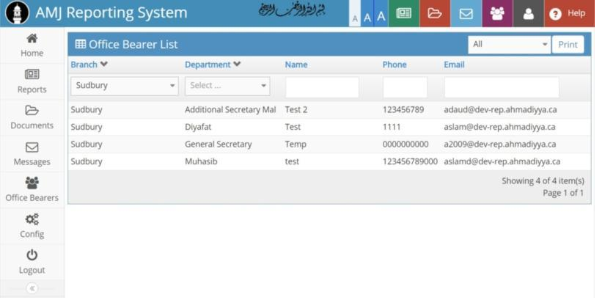 AMJ Reporting System
A A A
? Help
Home
Reports
Documents
Messages
Office Bearers
Config
Logout
Office Bearer List
All
Print
Branch Department Name Phone Email
Sudbury Select ...
Sudbury Additional Secretary Mal Test 2 123456789 adaud@dev-rep.ahmadiyya.ca
Sudbury Diyafat Test 1111 aslam@dev-rep.ahmadiyya.ca
Sudbury General Secretary Temp 0000000000 a2009@dev-rep.ahmadiyya.ca
Sudbury Muhasib test 123456789000 aslamd@dev-rep.ahmadiyya.ca
Showing 4 of 4 item(s)
Page 1 of 1